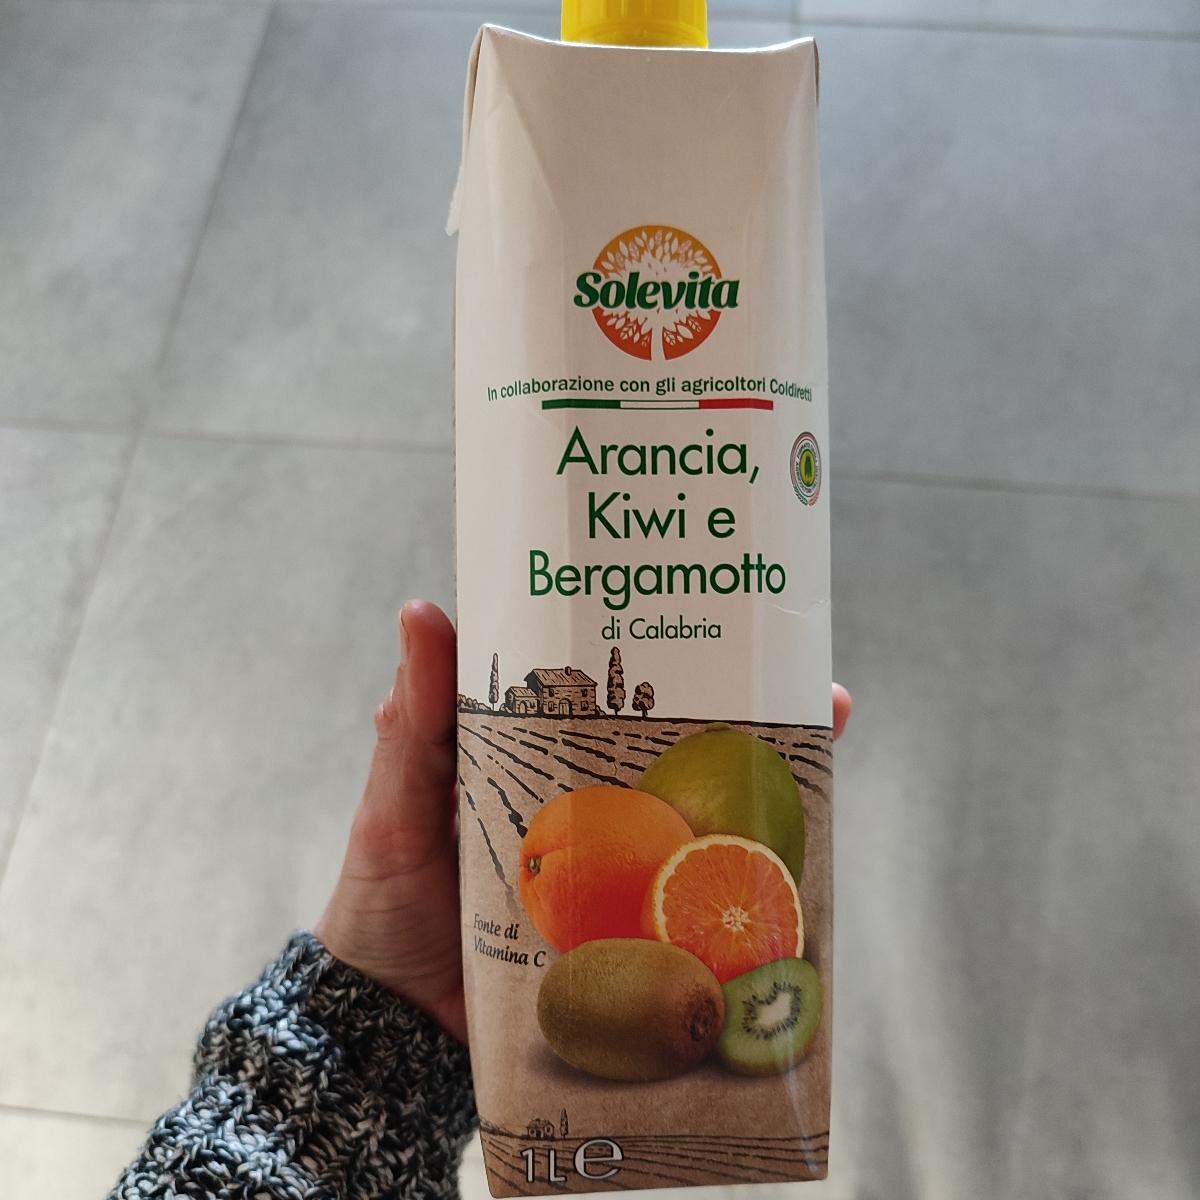 Solevita
In collaborazione con gli agricoltori Coldiretti
Arancia,
Kiwi e
Bergamotto
di Calabria
Fonte di
Vitamina C
1L e